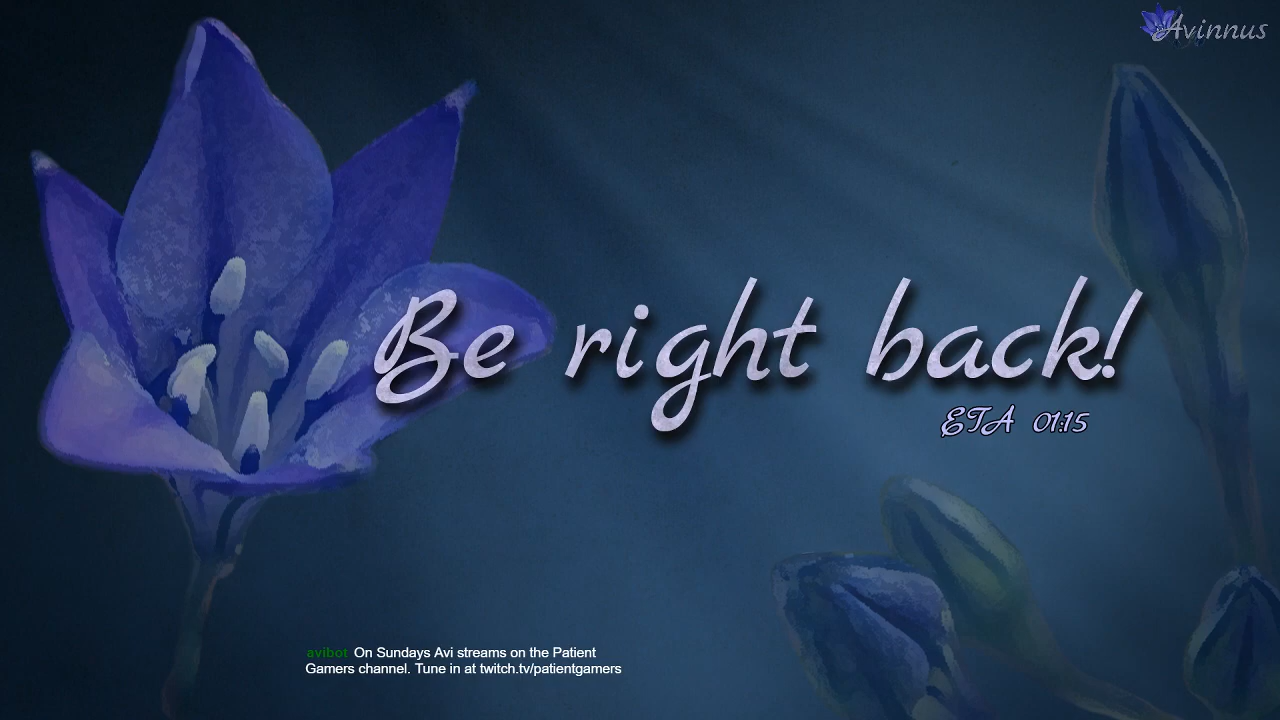 Avinnus
Be right back!
ETA 01:15
avibot On Sundays Avi streams on the Patient
Gamers channel. Tune in at twitch.tv/patientgamers